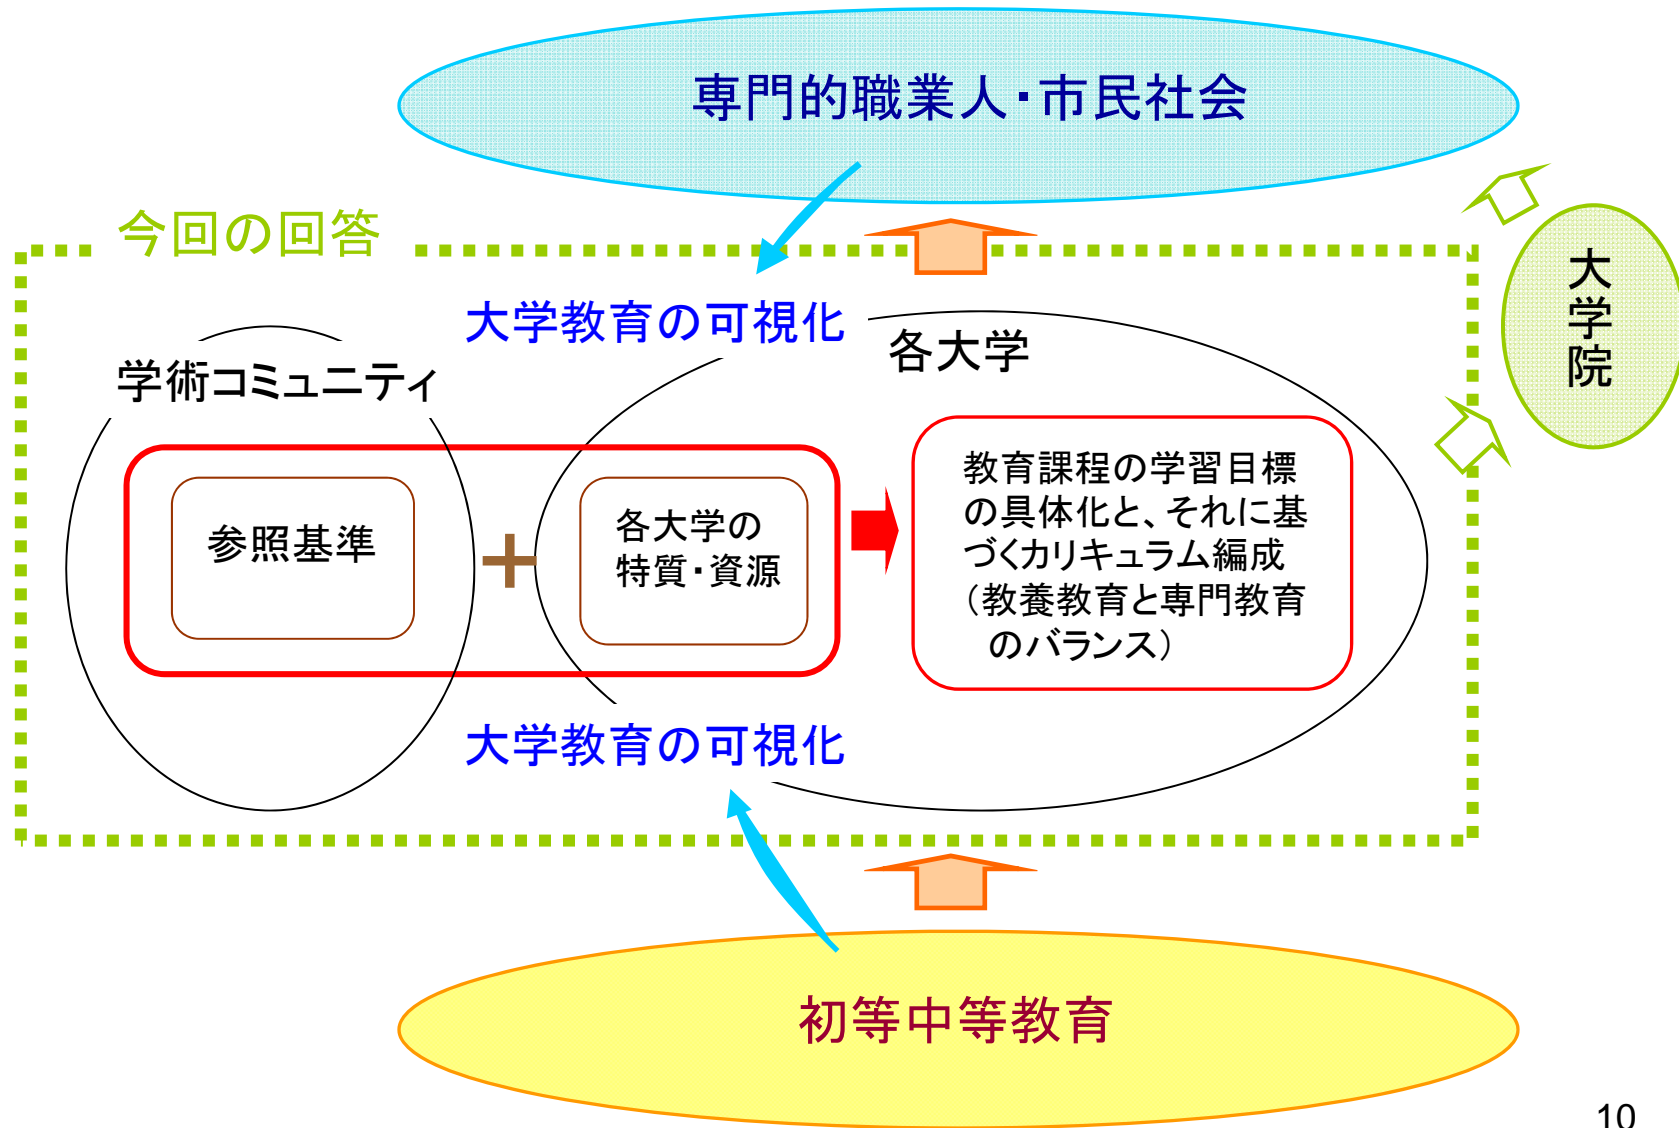 専門的職業人・市民社会
今回の回答
大学院
大学教育の可視化
各大学
学術コミュニティ
参照基準
+
各大学の
特質・資源
教育課程の学習目標
の具体化と、それに基
づくカリキュラム編成
（教養教育と専門教育
のバランス）
大学教育の可視化
初等中等教育
10